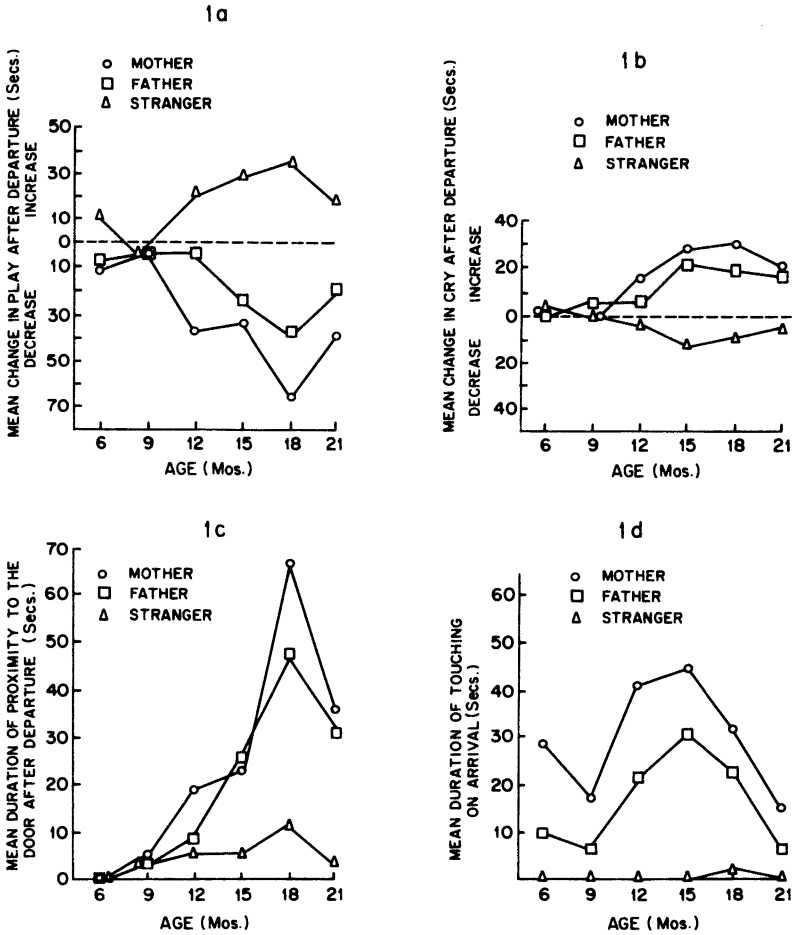 1a
MOTHER
FATHER
STRANGER
MEAN CHANGE IN PLAY AFTER DEPARTURE (Secs.)
DECREASE INCREASE
50
30
10
0
10
30
50
70
6 9 12 15 18 21
AGE (Mos.)
1b
MOTHER
FATHER
STRANGER
MEAN CHANGE IN CRY AFTER DEPARTURE (Secs.)
DECREASE INCREASE
40
20
0
20
40
6 9 12 15 18 21
AGE (Mos.)
1c
MOTHER
FATHER
STRANGER
MEAN DURATION OF PROXIMITY TO THE
DOOR AFTER DEPARTURE (Secs.)
70
60
50
40
30
20
10
0
6 9 12 15 18 21
AGE (Mos.)
1d
MOTHER
FATHER
STRANGER
MEAN DURATION OF TOUCHING
ON ARRIVAL (Secs.)
60
50
40
30
20
10
6 9 12 15 18 21
AGE (Mos.)